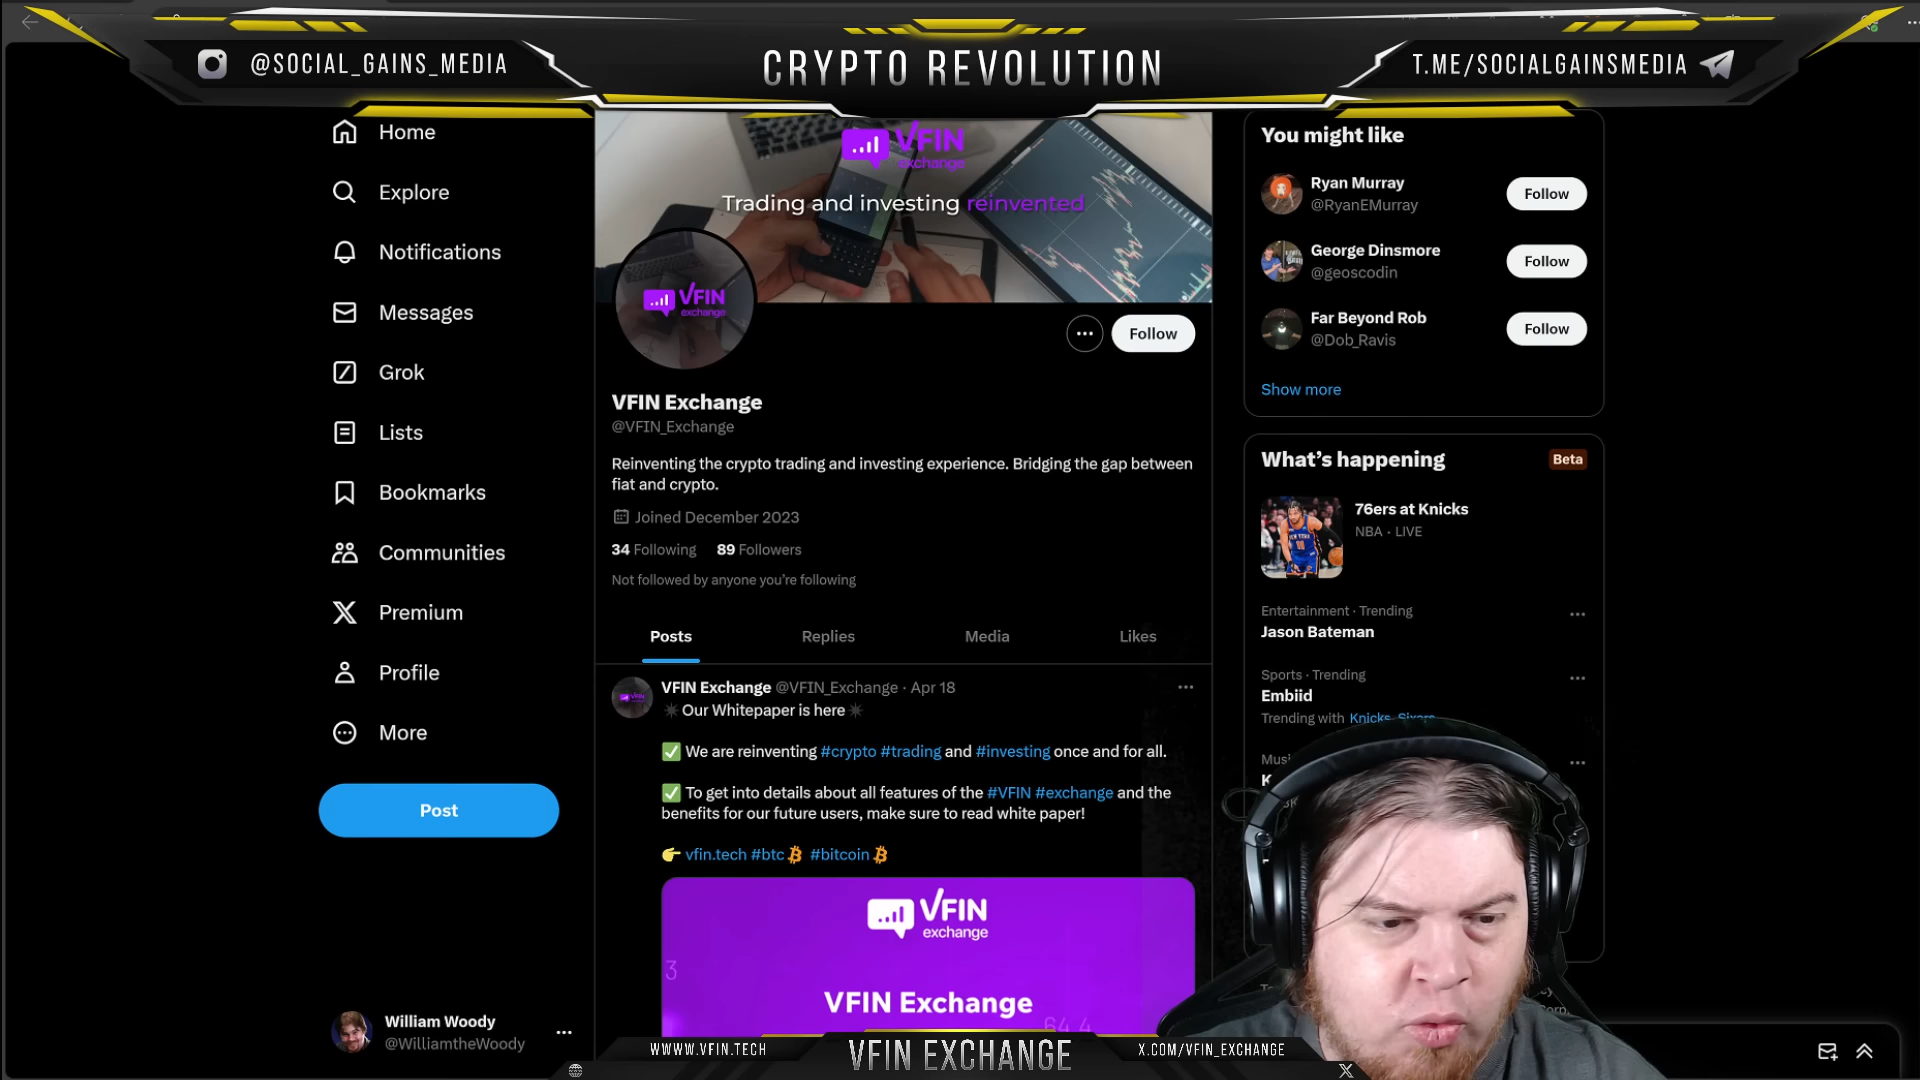 @SOCIAL_GAINS_MEDIA
CRYPTO REVOLUTION
T.ME/SOCIALGAINSMEDIA
Home
Explore
Notifications
Messages
Grok
Lists
Bookmarks
Communities
Premium
Profile
More
Post
William Woody
@WilliamtheWoody
VFIN
exchange
Trading and investing reinvented
VFIN
exchange
Follow
VFIN Exchange
@VFIN_Exchange
Reinventing the crypto trading and investing experience. Bridging the gap between
fiat and crypto.
Joined December 2023
34 Following 89 Followers
Not followed by anyone you're following
Posts Replies Media Likes
VFIN Exchange @VFIN_Exchange · Apr 18
✴️Our Whitepaper is here✴️
✅ We are reinventing #crypto #trading and #investing once and for all.
✅ To get into details about all features of the #VFIN #exchange and the
benefits for our future users, make sure to read white paper!
👉 vfin.tech #btc #bitcoin
VFIN
exchange
3
VFIN Exchange
64.4
You might like
Ryan Murray
@RyanEMurray
Follow
George Dinsmore
@geoscodin
Follow
Far Beyond Rob
@Dob_Ravis
Follow
Show more
What's happening
Beta
76ers at Knicks
NBA · LIVE
Entertainment · Trending
Jason Bateman
Sports · Trending
Embiid
Trending with Knicks, Sixers
WWWW.VFIN.TECH
VFIN EXCHANGE
X.COM/VFIN_EXCHANGE